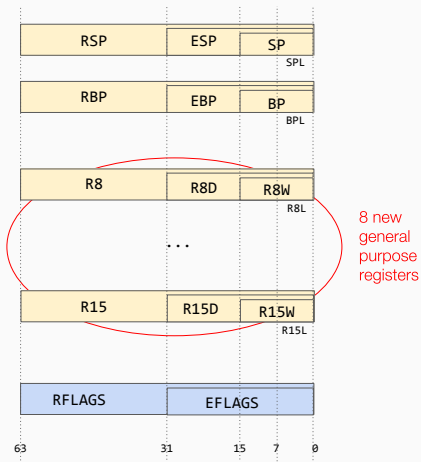 RSP ESP SP
SPL
RBP EBP BP
BPL
R8 R8D R8W
R8L
...
8 new
general
purpose
registers
R15 R15D R15W
R15L
RFLAGS EFLAGS
63 31 15 7 0